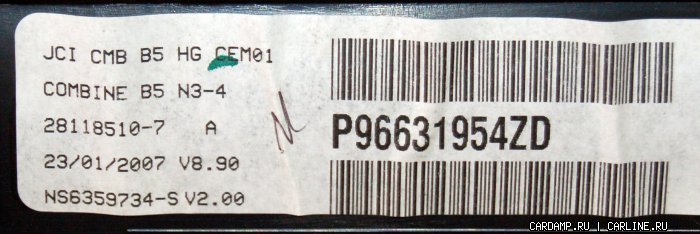 JCI CMB B5 HG CEM01
COMBINE B5 N3-4
28118510-7 A
23/01/2007 V8.90
NS6359734-S V2.00
P96631954ZD
CARDAMP.RU | CARLINE.RU